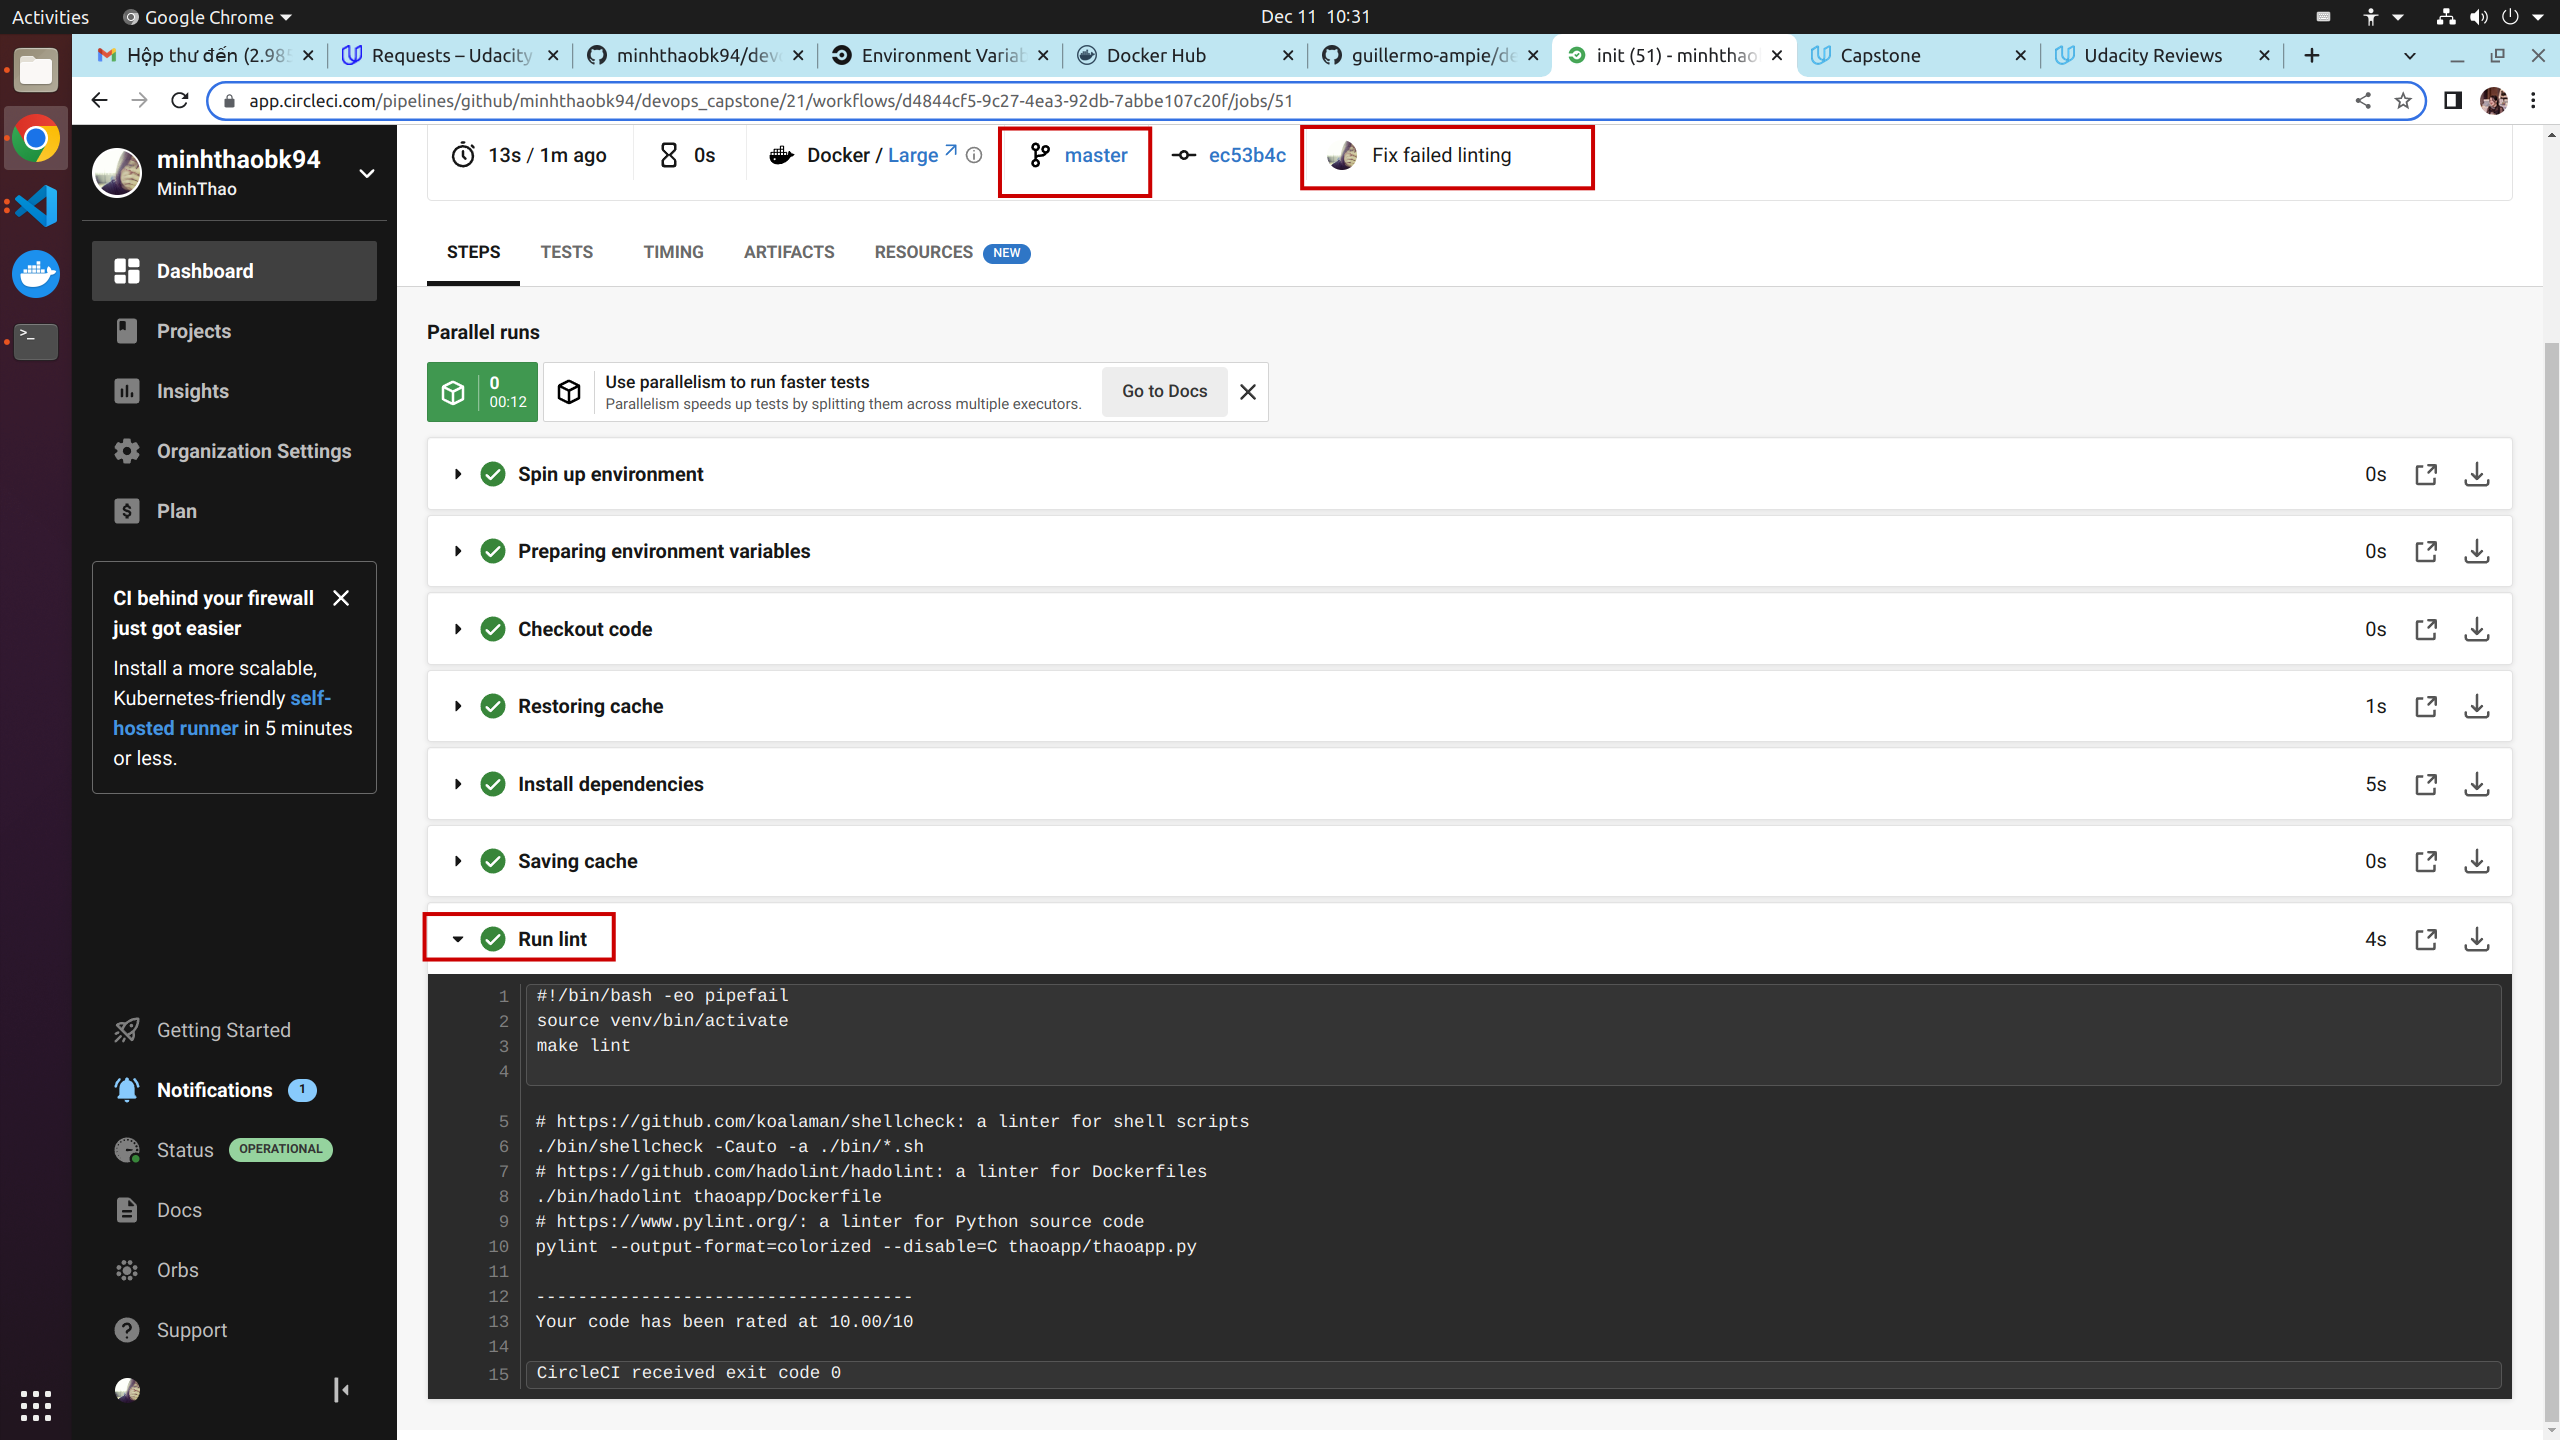 Activities Google Chrome Dec 11 10:31
Hộp thư đến (2.985 Requests – Udacity minhthaobk94/devo Environment Variab Docker Hub guillermo-ampie/de init (51) - minhthaob Capstone Udacity Reviews
app.circleci.com/pipelines/github/minhthaobk94/devops_capstone/21/workflows/d4844cf5-9c27-4ea3-92db-7abbe107c20f/jobs/51
minhthaobk94
MinhThao
Dashboard
Projects
Insights
Organization Settings
Plan
CI behind your firewall
just got easier
Install a more scalable,
Kubernetes-friendly self-
hosted runner in 5 minutes
or less.
Getting Started
Notifications 1
Status OPERATIONAL
Docs
Orbs
Support
13s / 1m ago 0s Docker / Large master ec53b4c Fix failed linting
STEPS TESTS TIMING ARTIFACTS RESOURCES NEW
Parallel runs
0
00:12
Use parallelism to run faster tests
Parallelism speeds up tests by splitting them across multiple executors.
Go to Docs
Spin up environment 0s
Preparing environment variables 0s
Checkout code 0s
Restoring cache 1s
Install dependencies 5s
Saving cache 0s
Run lint 4s
1 #!/bin/bash -eo pipefail
2 source venv/bin/activate
3 make lint
4
5 # https://github.com/koalaman/shellcheck: a linter for shell scripts
6 ./bin/shellcheck -Cauto -a ./bin/*.sh
7 # https://github.com/hadolint/hadolint: a linter for Dockerfiles
8 ./bin/hadolint thaoapp/Dockerfile
9 # https://www.pylint.org/: a linter for Python source code
10 pylint --output-format=colorized --disable=C thaoapp/thaoapp.py
11
12 ------------------------------------
13 Your code has been rated at 10.00/10
14
15 CircleCI received exit code 0